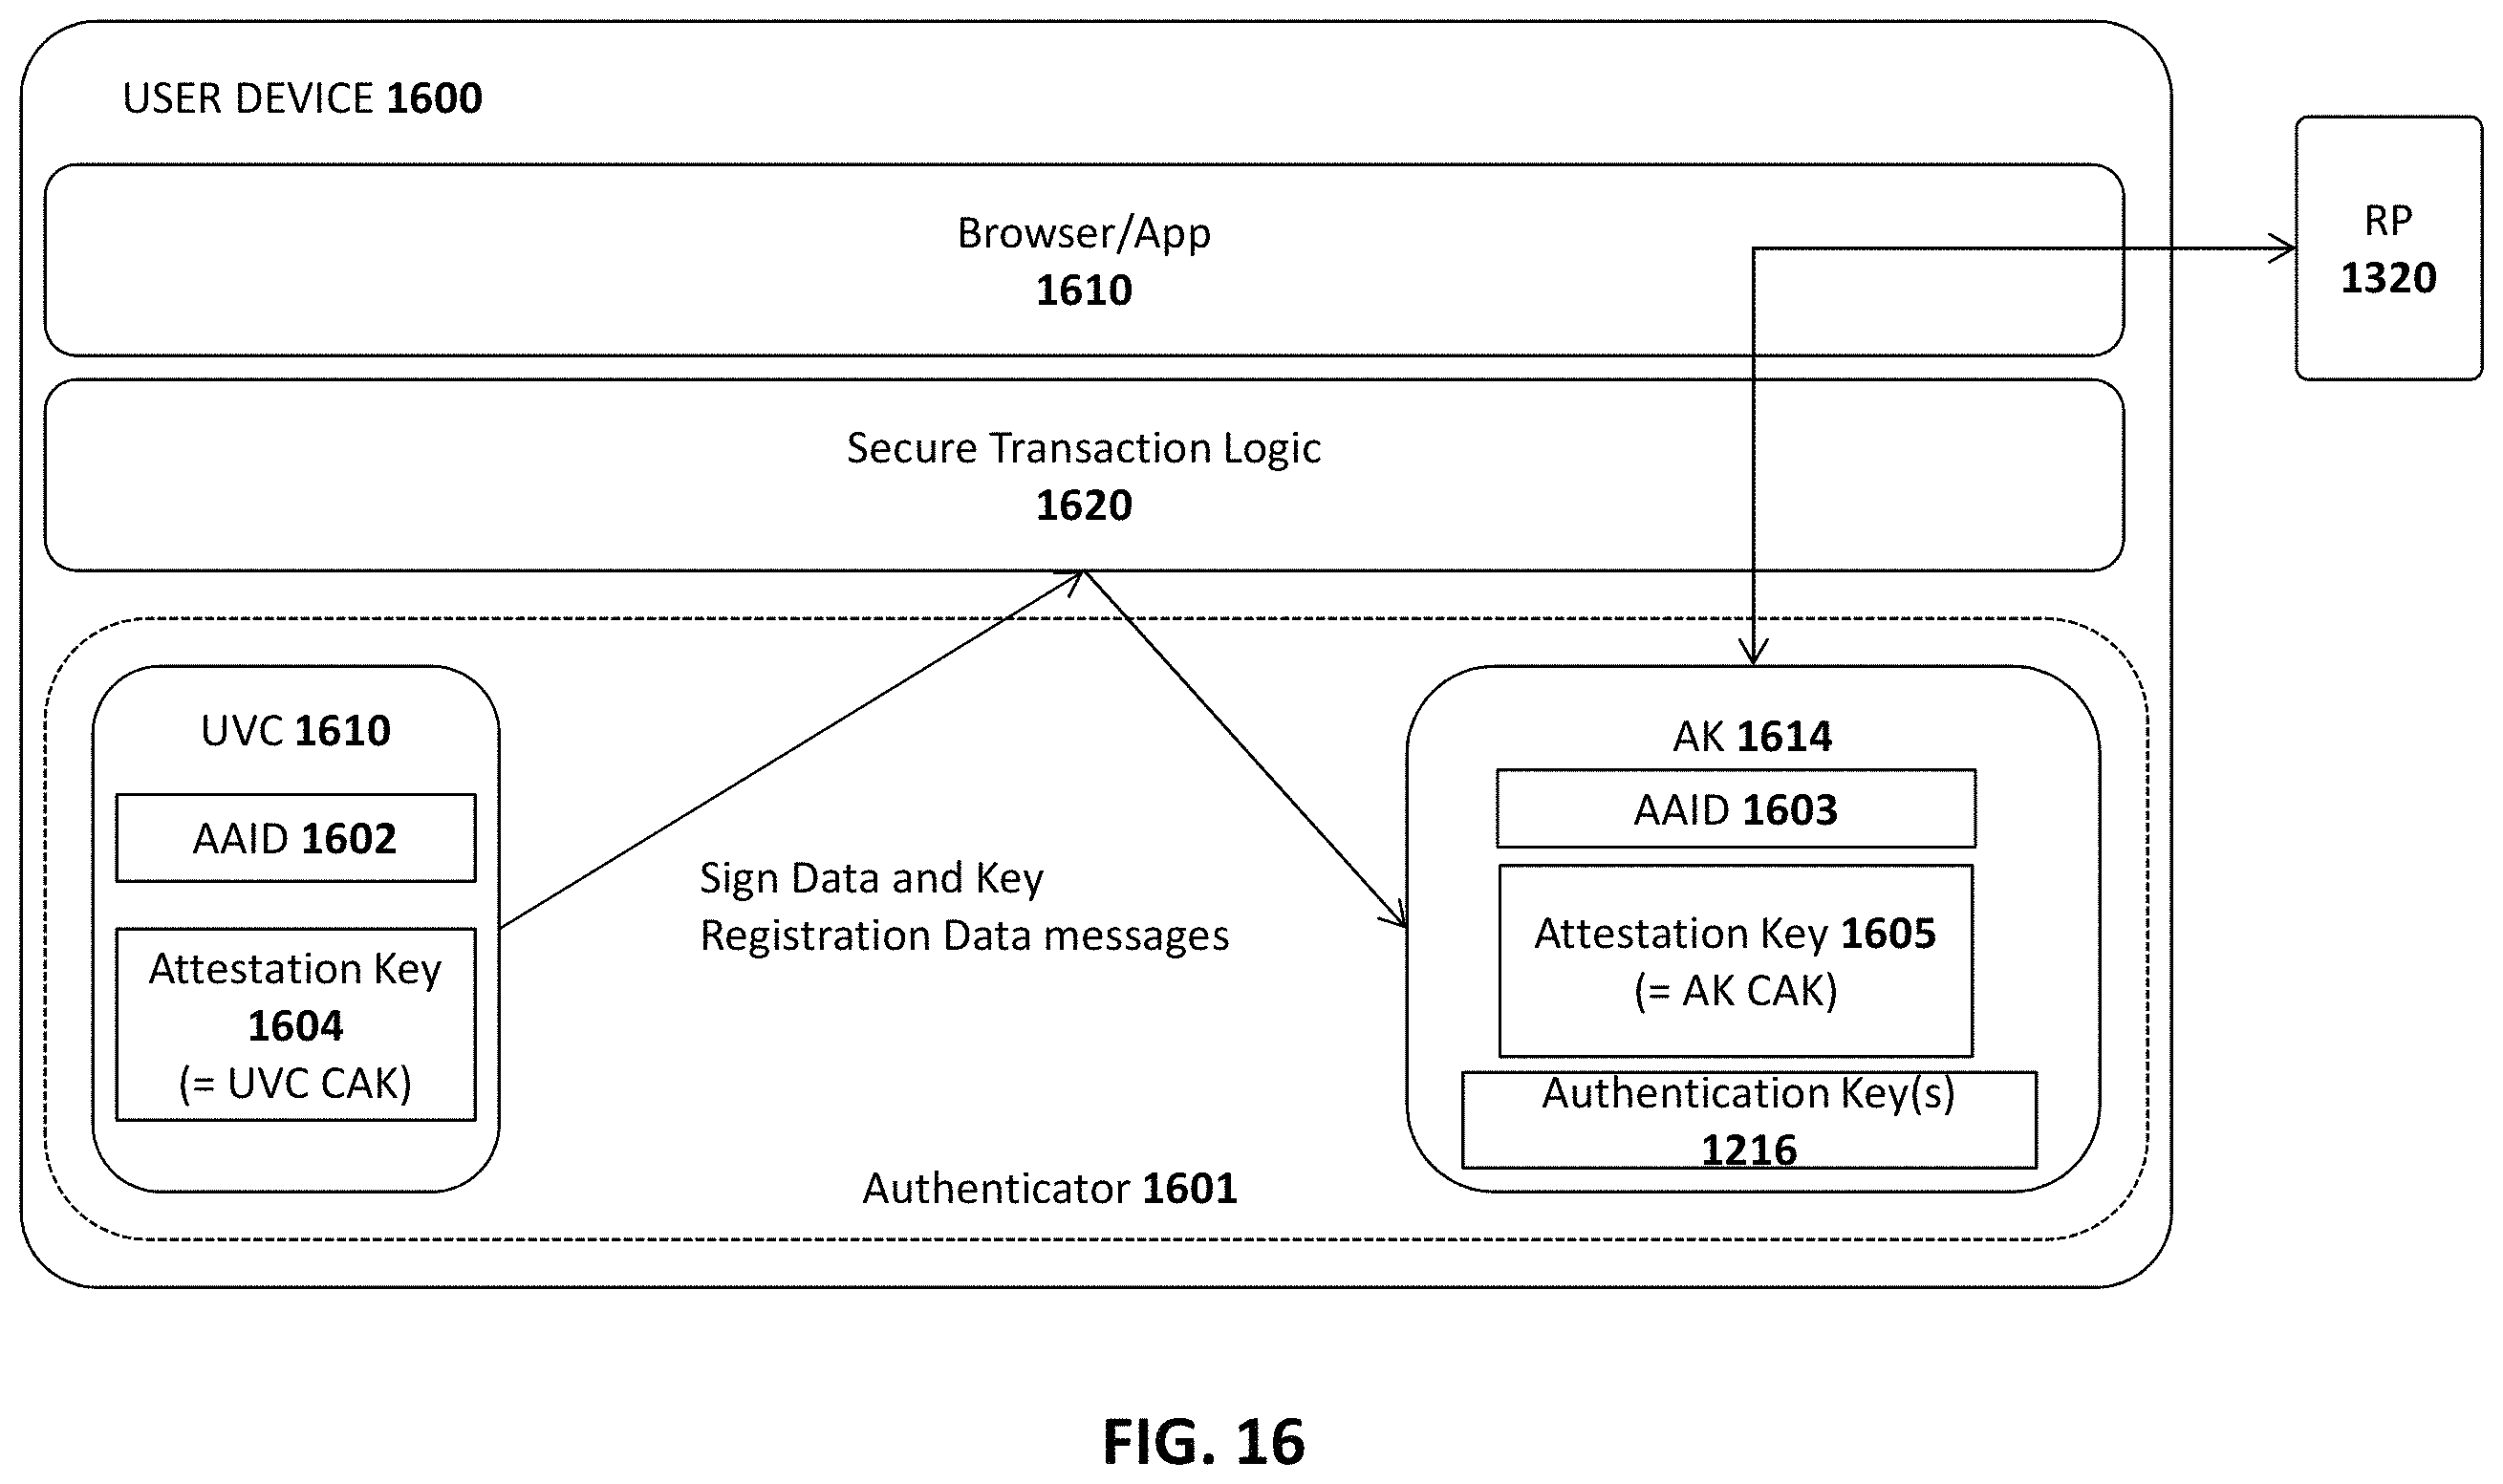 USER DEVICE 1600
Browser/App
1610
RP
1320
Secure Transaction Logic
1620
UVC 1610
AAID 1602
Attestation Key
1604
(= UVC CAK)
Sign Data and Key
Registration Data messages
AK 1614
AAID 1603
Attestation Key 1605
(= AK CAK)
Authentication Key(s)
1216
Authenticator 1601
FIG. 16